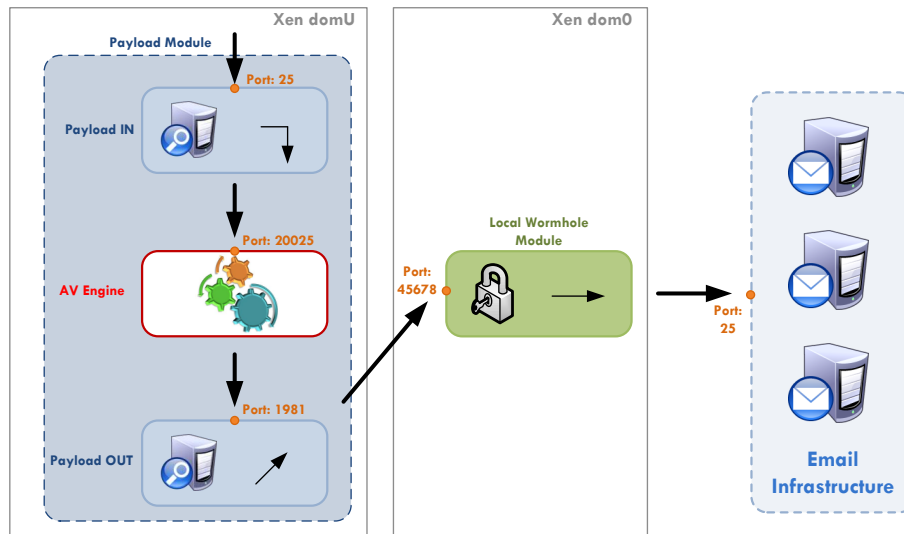 Xen domU
Payload Module
Port: 25
Payload IN
Port: 20025
AV Engine
Port: 1981
Payload OUT
Xen dom0
Local Wormhole
Module
Port:
45678
Port:
25
Email
Infrastructure